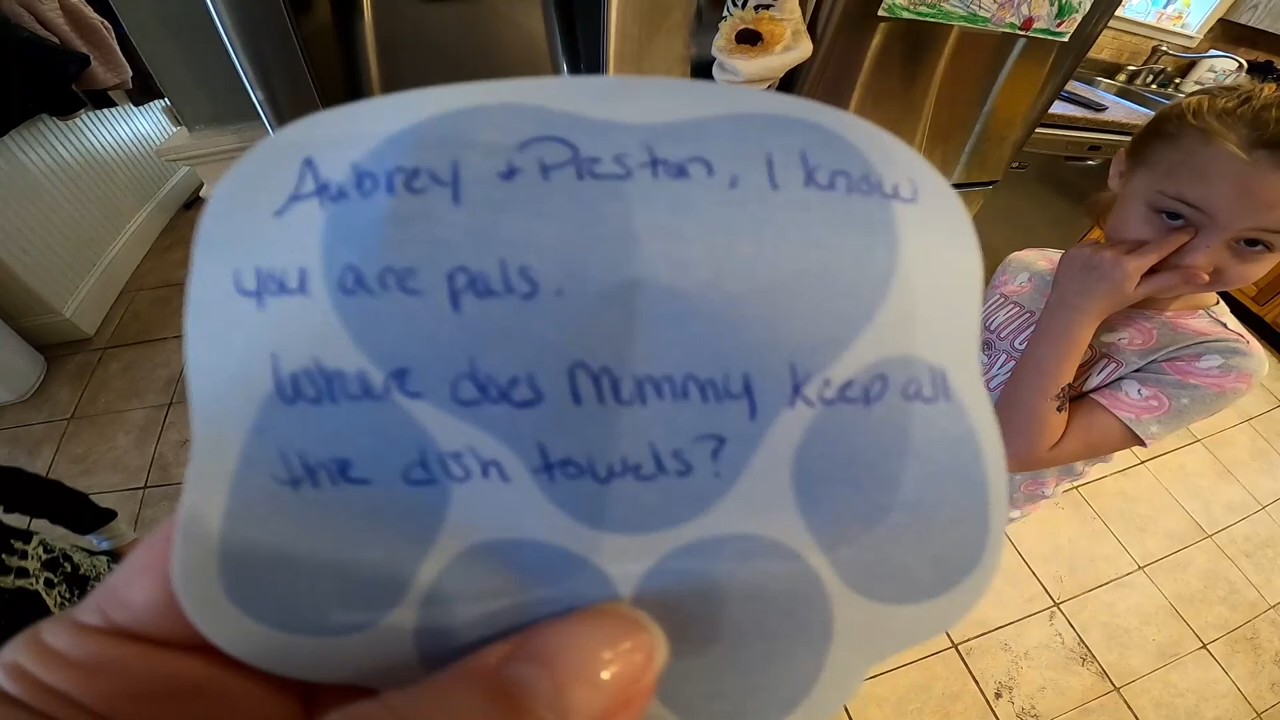 Aubrey + Preston, I know
you are pals.
Where does Mommy keep all
the dish towels?